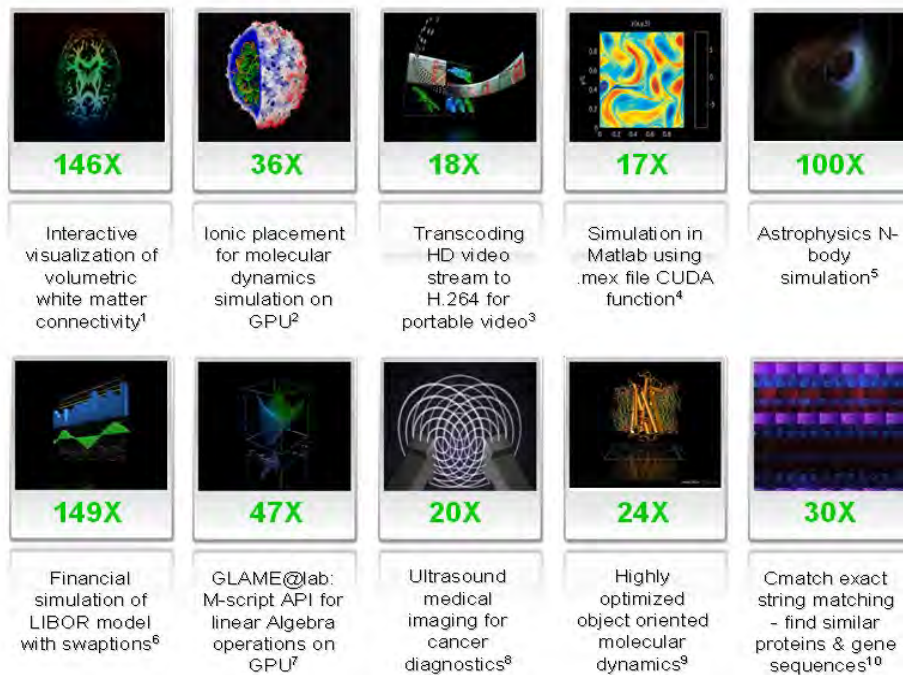 146X
36X
18X
17X
100X
Interactive
visualization of
volumetric
white matter
connectivity¹
Ionic placement
for molecular
dynamics
simulation on
GPU²
Transcoding
HD video
stream to
H.264 for
portable video³
Simulation in
Matlab using
.mex file CUDA
function⁴
Astrophysics N-
body
simulation⁵
149X
47X
20X
24X
30X
Financial
simulation of
LIBOR model
with swaptions⁶
GLAME@lab:
M-script API for
linear Algebra
operations on
GPU⁷
Ultrasound
medical
imaging for
cancer
diagnostics⁸
Highly
optimized
object oriented
molecular
dynamics⁹
Cmatch exact
string matching
- find similar
proteins & gene
sequences¹⁰